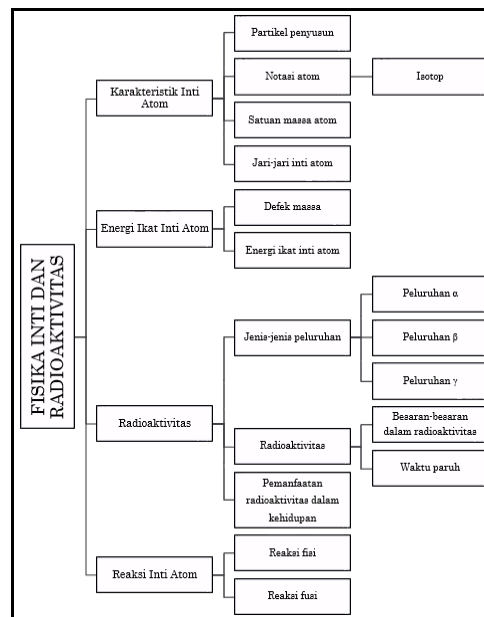 FISIKA INTI DAN
RADIOAKTIVITAS
Karakteristik Inti
Atom
Partikel penyusun
Notasi atom
Isotop
Satuan massa atom
Jari-jari inti atom
Energi Ikat Inti Atom
Defek massa
Energi ikat inti atom
Radioaktivitas
Jenis-jenis peluruhan
Peluruhan α
Peluruhan β
Peluruhan γ
Radioaktivitas
Besaran-besaran
dalam radioaktivitas
Waktu paruh
Pemanfaatan
radioaktivitas dalam
kehidupan
Reaksi Inti Atom
Reaksi fisi
Reaksi fusi